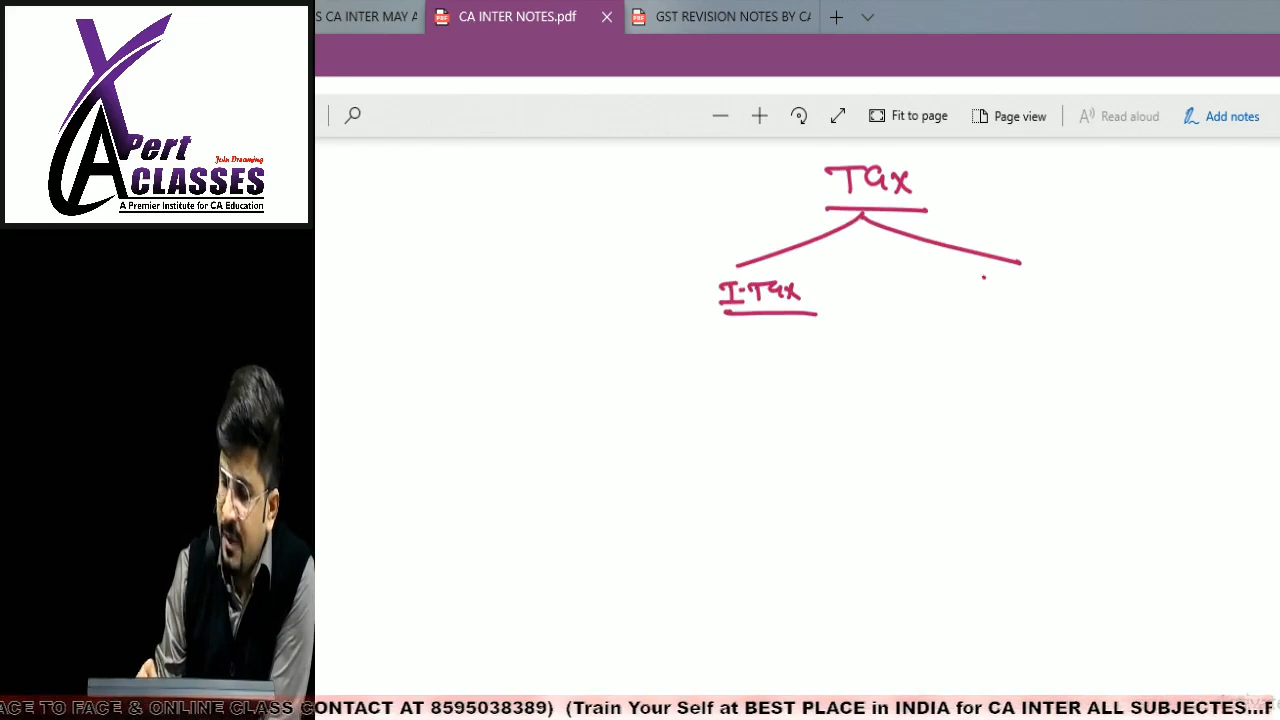 S CA INTER MAY A
CA INTER NOTES.pdf
GST REVISION NOTES BY CA
XPert
Join Dreaming
CA CLASSES
A Premier Institute for CA Education
Fit to page
Page view
Read aloud
Add notes
Tax
I-Tax
ACE TO FACE & ONLINE CLASS CONTACT AT 8595038389) (Train Your Self at BEST PLACE in INDIA for CA INTER ALL SUBJECTES...F